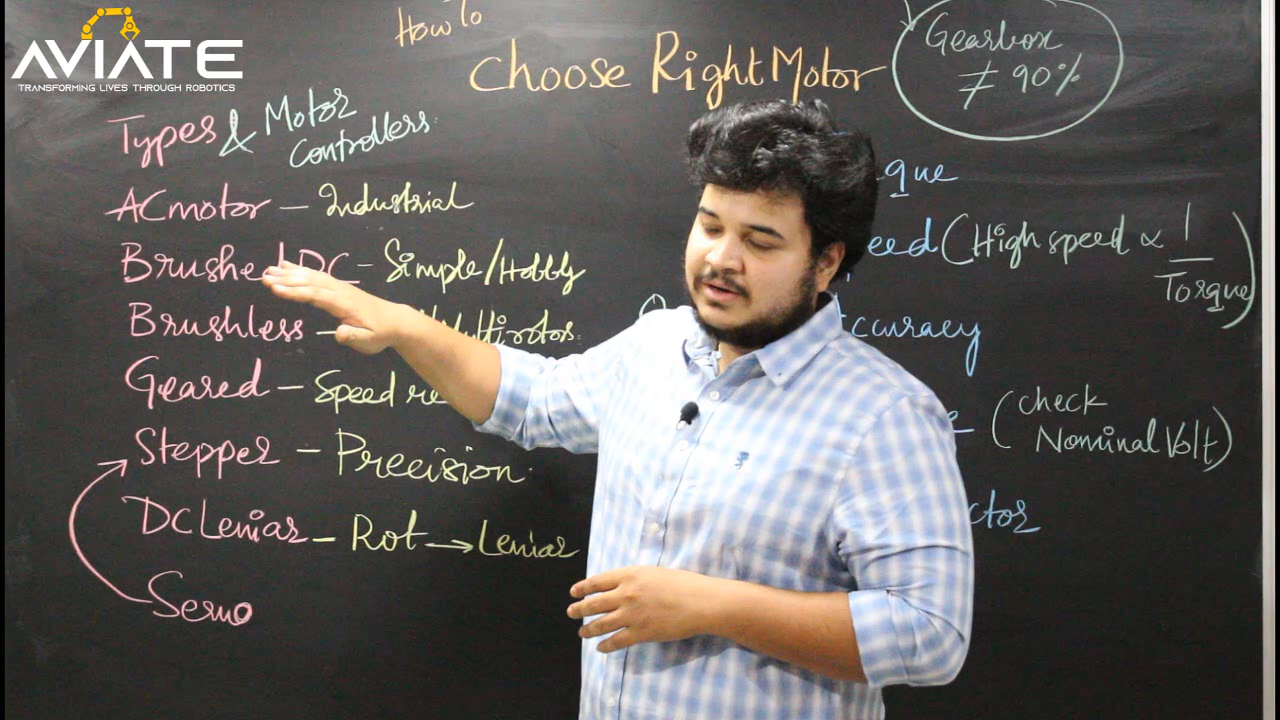 AVIATE
TRANSFORMING LIVES THROUGH ROBOTICS
How To
Choose Right Motor
Gearbox
≠ 90%
Types & Motor
Controllers
ACmotor – Industrial
Brushed DC – Simple/Hobby
Brushless –
Geared – Speed re
Stepper – Precision
DC Leniar – Rot → Leniar
Servo
que
eed (High speed ∝ 1
Torque)
ccuracy
(check
Nominal Volt)
ctor